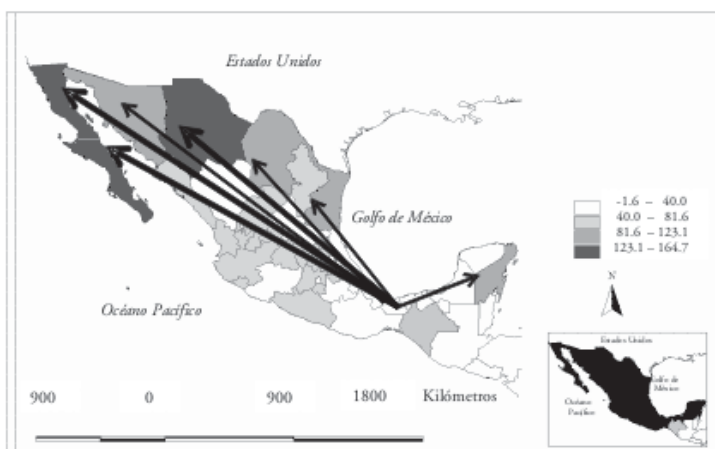 Estados Unidos
Golfo de México
-1.6 – 40.0
40.0 – 81.6
81.6 – 123.1
123.1 – 164.7
N
Océano Pacífico
900 0 900 1800 Kilómetros
Estados Unidos
Golfo de
México
Océano
Pacífico